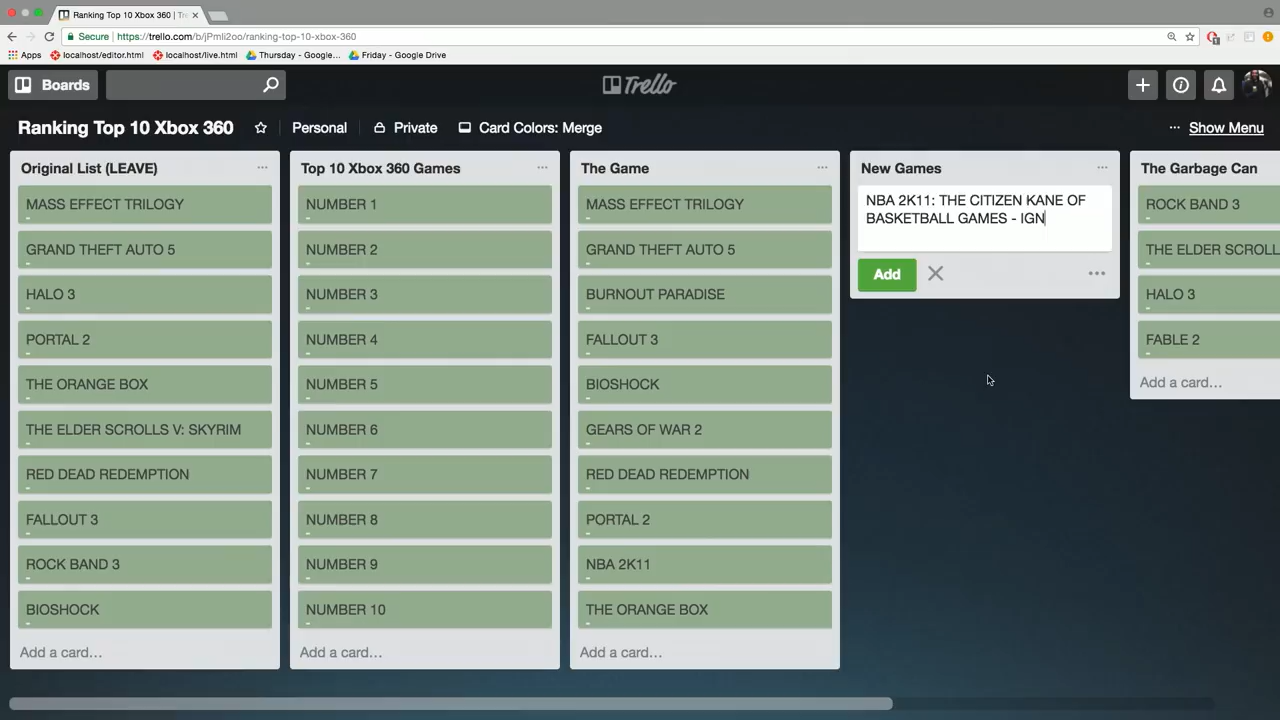 Ranking Top 10 Xbox 360 | Tre
Secure | https://trello.com/b/jPmli2oo/ranking-top-10-xbox-360
Apps localhost/editor.html localhost/live.html Thursday - Google... Friday - Google Drive
Boards
Trello
Ranking Top 10 Xbox 360 Personal Private Card Colors: Merge ... Show Menu
Original List (LEAVE) ...
MASS EFFECT TRILOGY
GRAND THEFT AUTO 5
HALO 3
PORTAL 2
THE ORANGE BOX
THE ELDER SCROLLS V: SKYRIM
RED DEAD REDEMPTION
FALLOUT 3
ROCK BAND 3
BIOSHOCK
Add a card...
Top 10 Xbox 360 Games ...
NUMBER 1
NUMBER 2
NUMBER 3
NUMBER 4
NUMBER 5
NUMBER 6
NUMBER 7
NUMBER 8
NUMBER 9
NUMBER 10
Add a card...
The Game ...
MASS EFFECT TRILOGY
GRAND THEFT AUTO 5
BURNOUT PARADISE
FALLOUT 3
BIOSHOCK
GEARS OF WAR 2
RED DEAD REDEMPTION
PORTAL 2
NBA 2K11
THE ORANGE BOX
Add a card...
New Games ...
NBA 2K11: THE CITIZEN KANE OF
BASKETBALL GAMES - IGN
Add ...
The Garbage Can
ROCK BAND 3
THE ELDER SCROLL
HALO 3
FABLE 2
Add a card...